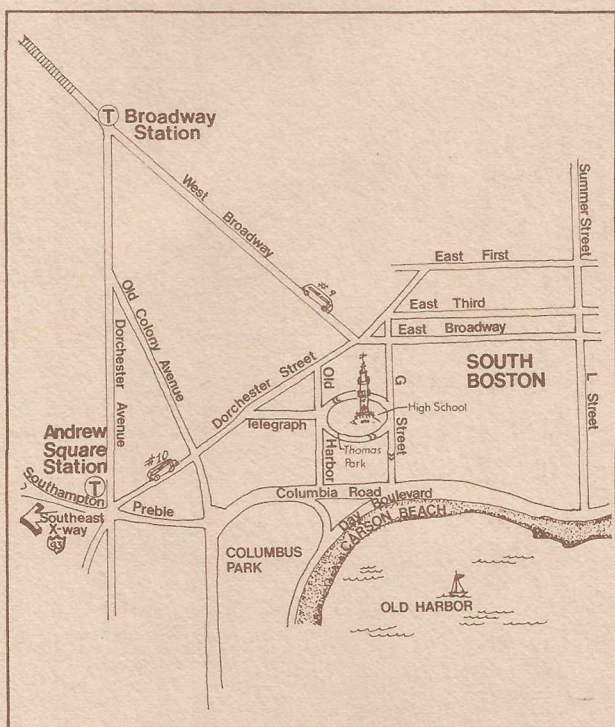 T Broadway
Station
West Broadway
#9
Summer Street
East First
East Third
East Broadway
Old Colony Avenue
Dorchester Avenue
Dorchester Street
Old Harbor
G Street
SOUTH
BOSTON
L Street
High School
Telegraph
Thomas
Park
Andrew
Square
Station
T
#10
Southampton
Preble
Southeast
X-way
93
Columbia Road
Day Boulevard
CARSON BEACH
COLUMBUS
PARK
OLD HARBOR